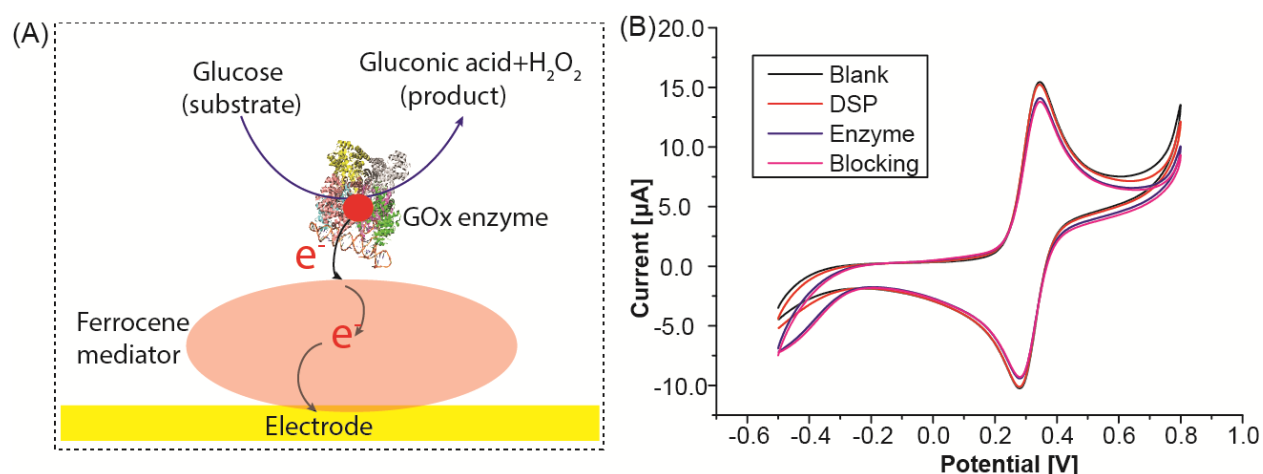 (A)
Glucose
(substrate)
Gluconic acid+H₂O₂
(product)
GOx enzyme
e⁻
Ferrocene
mediator
e⁻
Electrode
(B)
20.0
15.0
10.0
5.0
0.0
-5.0
-10.0
Current [µA]
Blank
DSP
Enzyme
Blocking
-0.6 -0.4 -0.2 0.0 0.2 0.4 0.6 0.8 1.0
Potential [V]